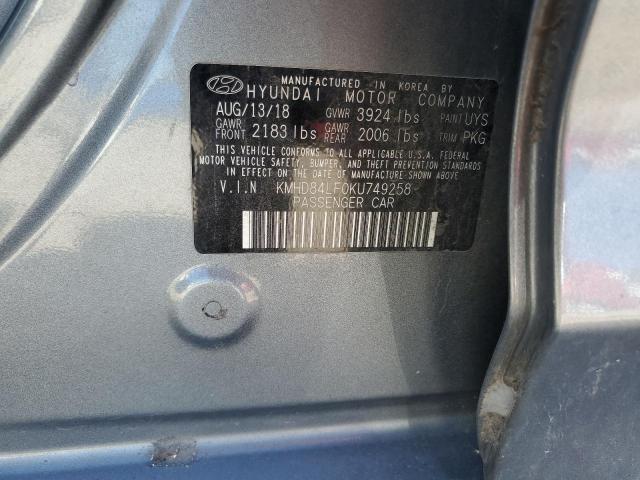 MANUFACTURED IN KOREA BY
HYUNDAI MOTOR COMPANY
AUG/13/18 GVWR 3924 lbs PAINT UYS
GAWR FRONT 2183 lbs GAWR REAR 2006 lbs TRIM PKG
THIS VEHICLE CONFORMS TO ALL APPLICABLE U.S.A. FEDERAL
MOTOR VEHICLE SAFETY, BUMPER, AND THEFT PREVENTION STANDARDS
IN EFFECT ON THE DATE OF MANUFACTURE SHOWN ABOVE
V.I.N KMHD84LF0KU749258
PASSENGER CAR